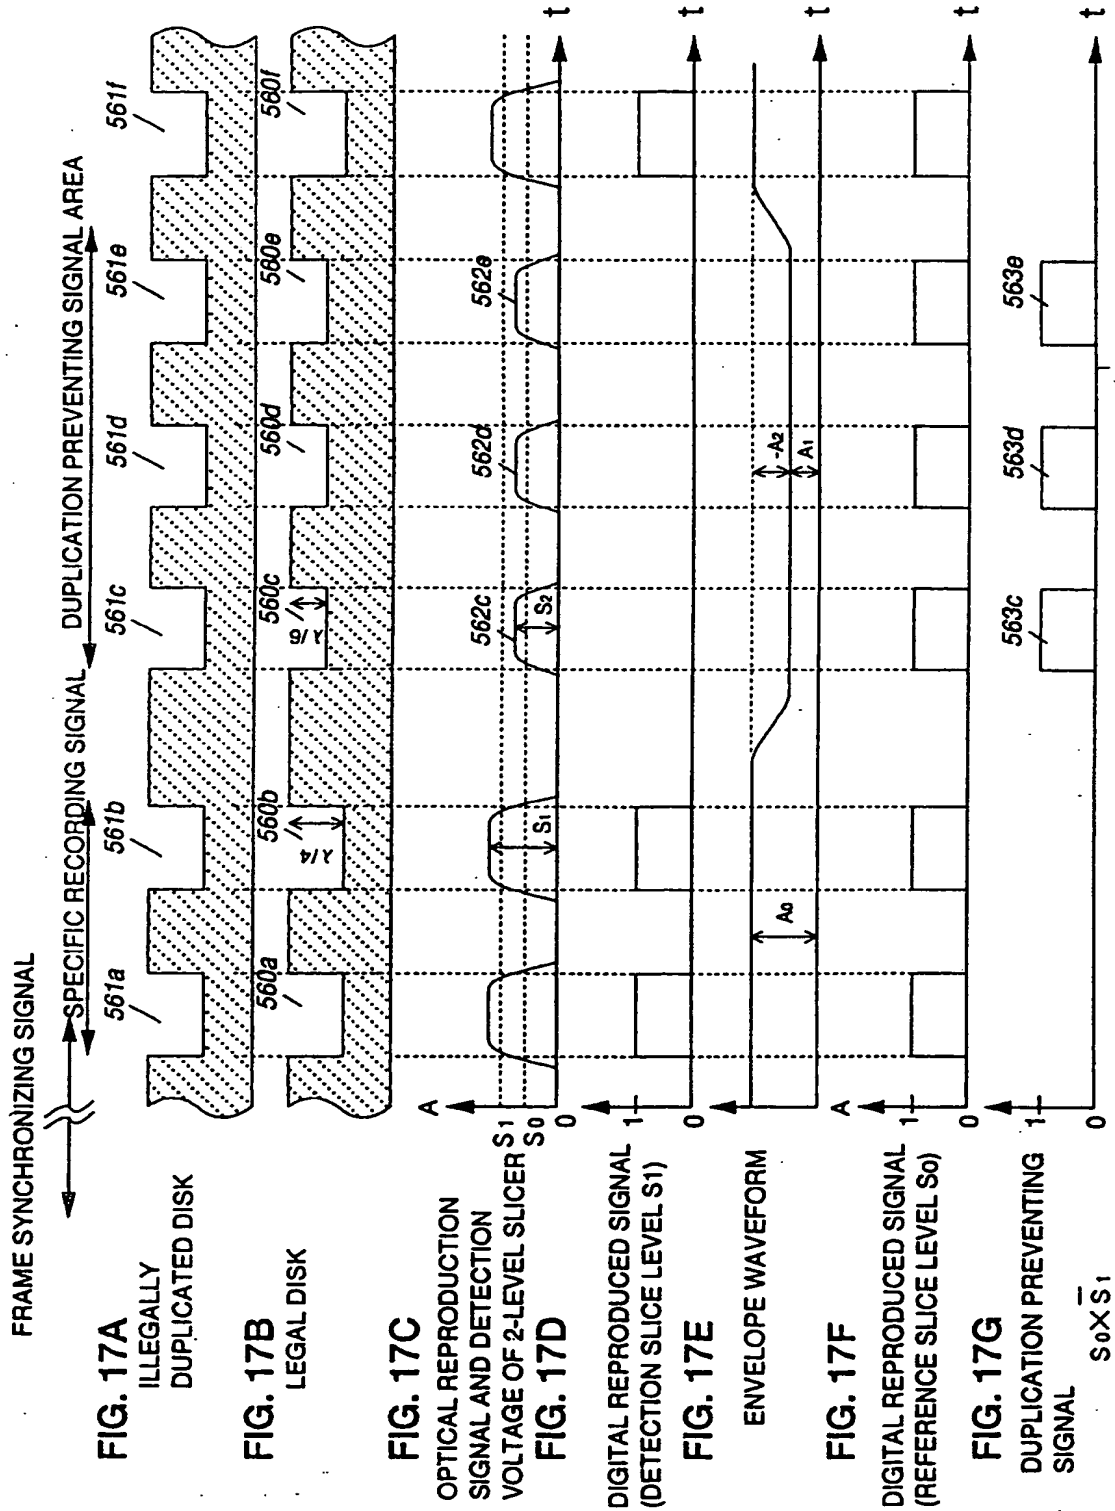 FRAME SYNCHRONIZING SIGNAL
SPECIFIC RECORDING SIGNAL
DUPLICATION PREVENTING SIGNAL AREA
FIG. 17A
ILLEGALLY
DUPLICATED DISK
561a
561b
561c
561d
561e
561f
FIG. 17B
LEGAL DISK
560a
560b
560c
560d
560e
560f
λ/4
λ/6
FIG. 17C
OPTICAL REPRODUCTION
SIGNAL AND DETECTION
VOLTAGE OF 2-LEVEL SLICER
A
S1
S0
0
S1
S2
562c
562d
562e
t
FIG. 17D
DIGITAL REPRODUCED SIGNAL
(DETECTION SLICE LEVEL S1)
1
0
t
FIG. 17E
ENVELOPE WAVEFORM
A0
-A2
A1
t
FIG. 17F
DIGITAL REPRODUCED SIGNAL
(REFERENCE SLICE LEVEL S0)
A
1
0
t
FIG. 17G
DUPLICATION PREVENTING
SIGNAL
S0 X S̄1
1
0
563c
563d
563e
t